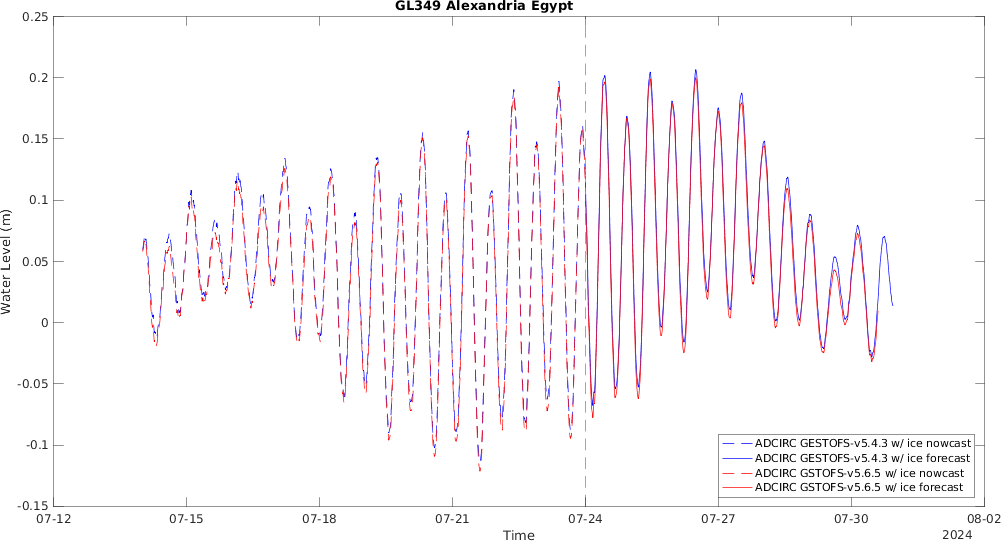 GL349 Alexandria Egypt
0.25
0.2
0.15
0.1
0.05
0
-0.05
-0.1
-0.15
Water Level (m)
ADCIRC GESTOFS-v5.4.3 w/ ice nowcast
ADCIRC GESTOFS-v5.4.3 w/ ice forecast
ADCIRC GSTOFS-v5.6.5 w/ ice nowcast
ADCIRC GSTOFS-v5.6.5 w/ ice forecast
07-12 07-15 07-18 07-21 07-24 07-27 07-30 08-02
Time
2024